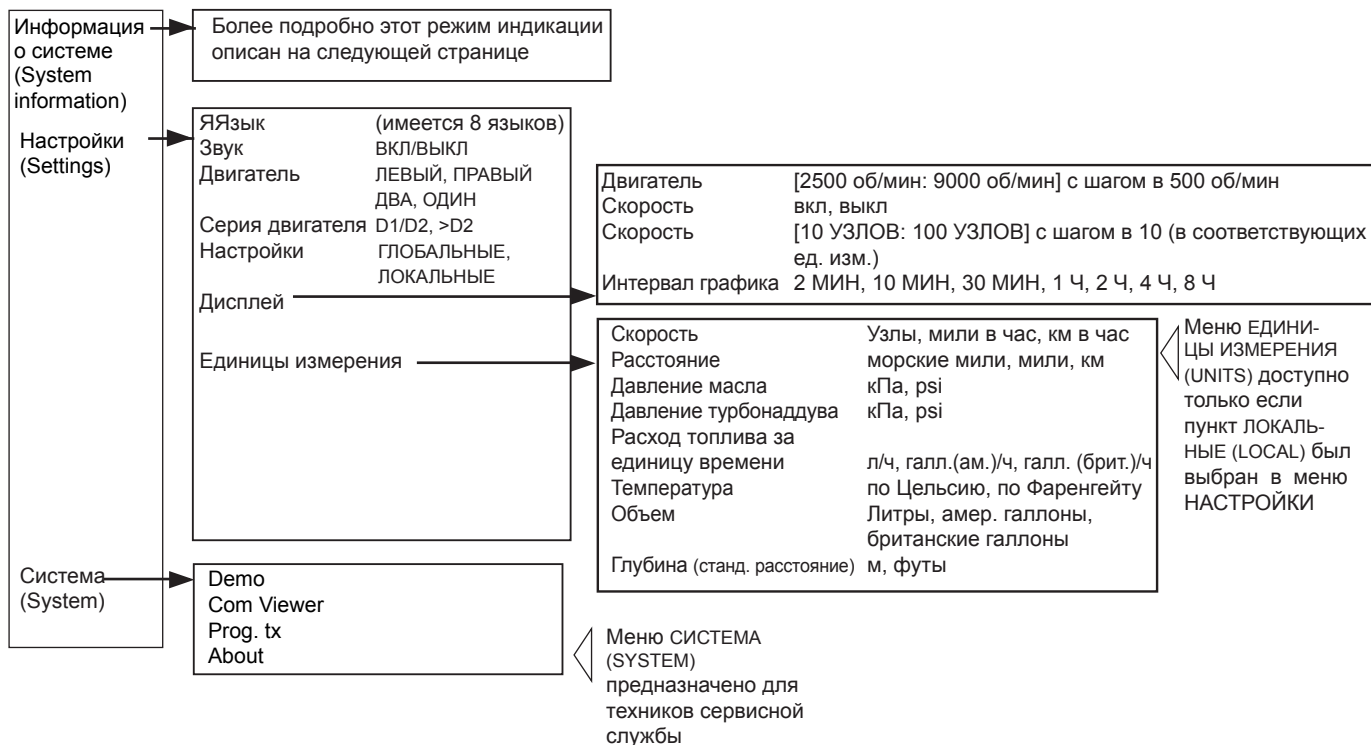 Информация
о системе
(System
information)
Более подробно этот режим индикации
описан на следующей странице
Настройки
(Settings)
ЯЯзык (имеется 8 языков)
Звук ВКЛ/ВЫКЛ
Двигатель ЛЕВЫЙ, ПРАВЫЙ
ДВА, ОДИН
Серия двигателя D1/D2, >D2
Настройки ГЛОБАЛЬНЫЕ,
ЛОКАЛЬНЫЕ
Дисплей
Единицы измерения
Двигатель [2500 об/мин: 9000 об/мин] с шагом в 500 об/мин
Скорость вкл, выкл
Скорость [10 УЗЛОВ: 100 УЗЛОВ] с шагом в 10 (в соответствующих
ед. изм.)
Интервал графика 2 МИН, 10 МИН, 30 МИН, 1 Ч, 2 Ч, 4 Ч, 8 Ч
Скорость Узлы, мили в час, км в час
Расстояние морские мили, мили, км
Давление масла кПа, psi
Давление турбонаддува кПа, psi
Расход топлива за
единицу времени л/ч, галл.(ам.)/ч, галл. (брит.)/ч
Температура по Цельсию, по Фаренгейту
Объем Литры, амер. галлоны,
британские галлоны
Глубина (станд. расстояние) м, футы
Меню ЕДИНИ-
ЦЫ ИЗМЕРЕНИЯ
(UNITS) доступно
только если
пункт ЛОКАЛЬ-
НЫЕ (LOCAL) был
выбран в меню
НАСТРОЙКИ
Система
(System)
Demo
Com Viewer
Prog. tx
About
Меню СИСТЕМА
(SYSTEM)
предназначено для
техников сервисной
службы